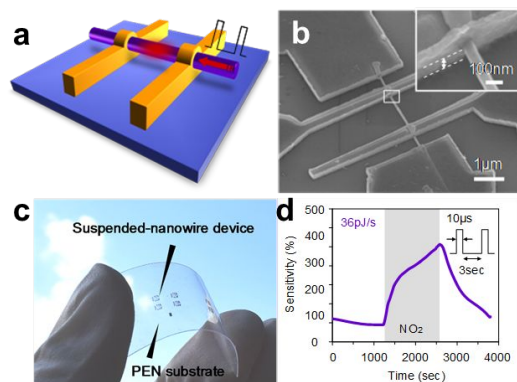 a
b
100nm
1μm
c
Suspended-nanowire device
PEN substrate
d
500
400
300
200
100
0
Sensitivity (%)
36pJ/s
10μs
3sec
NO₂
0 1000 2000 3000 4000
Time (sec)